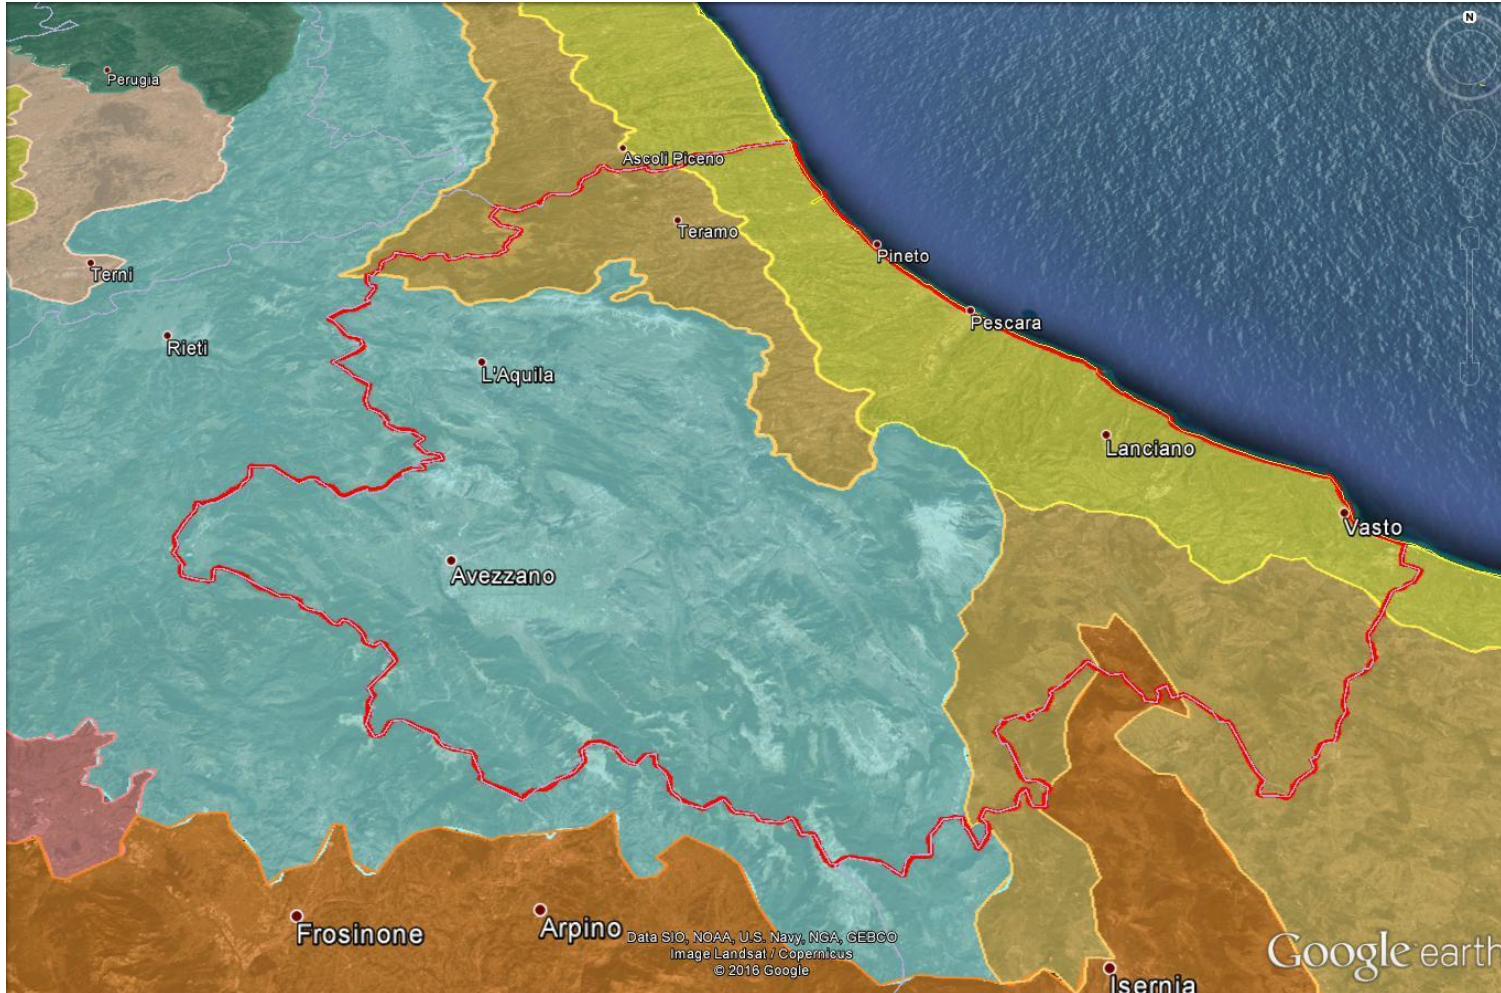 N
Perugia
Ascoli Piceno
Teramo
Pineto
Terni
Pescara
Rieti
L'Aquila
Lanciano
Vasto
Avezzano
Frosinone
Arpino
Data SIO, NOAA, U.S. Navy, NGA, GEBCO
Image Landsat / Copernicus
© 2016 Google
Google earth
Isernia